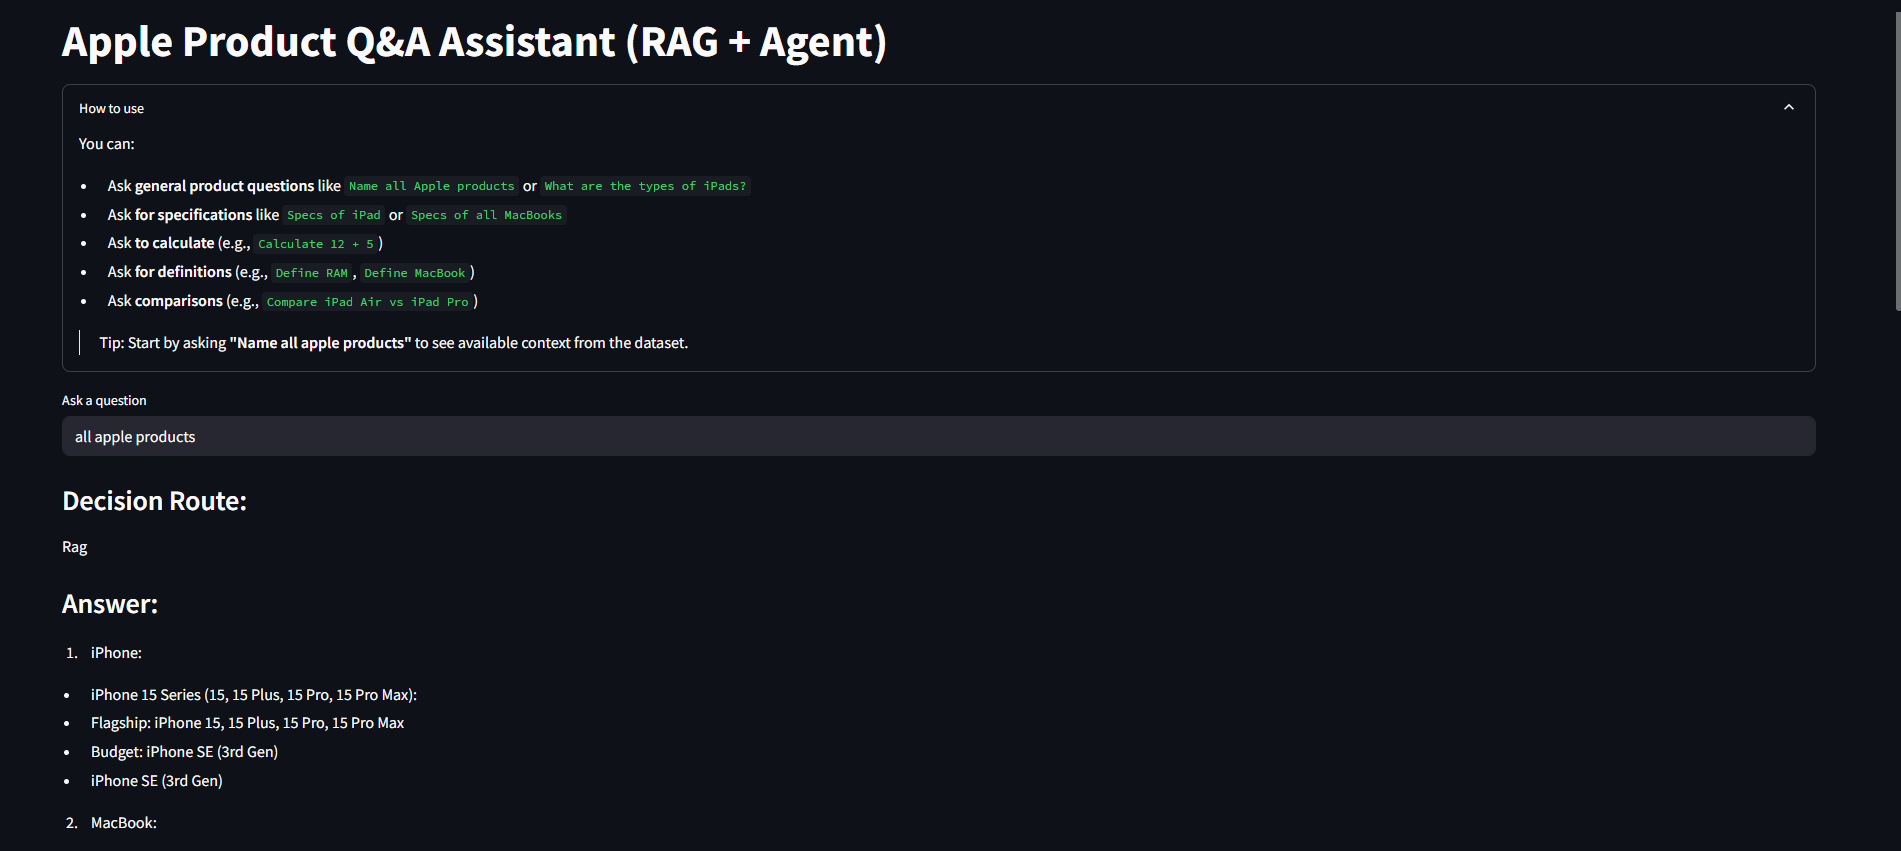 Apple Product Q&A Assistant (RAG + Agent)
How to use
You can:
• Ask general product questions like Name all Apple products or What are the types of iPads?
• Ask for specifications like Specs of iPad or Specs of all MacBooks
• Ask to calculate (e.g., Calculate 12 + 5 )
• Ask for definitions (e.g., Define RAM , Define MacBook )
• Ask comparisons (e.g., Compare iPad Air vs iPad Pro )
Tip: Start by asking "Name all apple products" to see available context from the dataset.
Ask a question
all apple products
Decision Route:
Rag
Answer:
1. iPhone:
• iPhone 15 Series (15, 15 Plus, 15 Pro, 15 Pro Max):
• Flagship: iPhone 15, 15 Plus, 15 Pro, 15 Pro Max
• Budget: iPhone SE (3rd Gen)
• iPhone SE (3rd Gen)
2. MacBook: